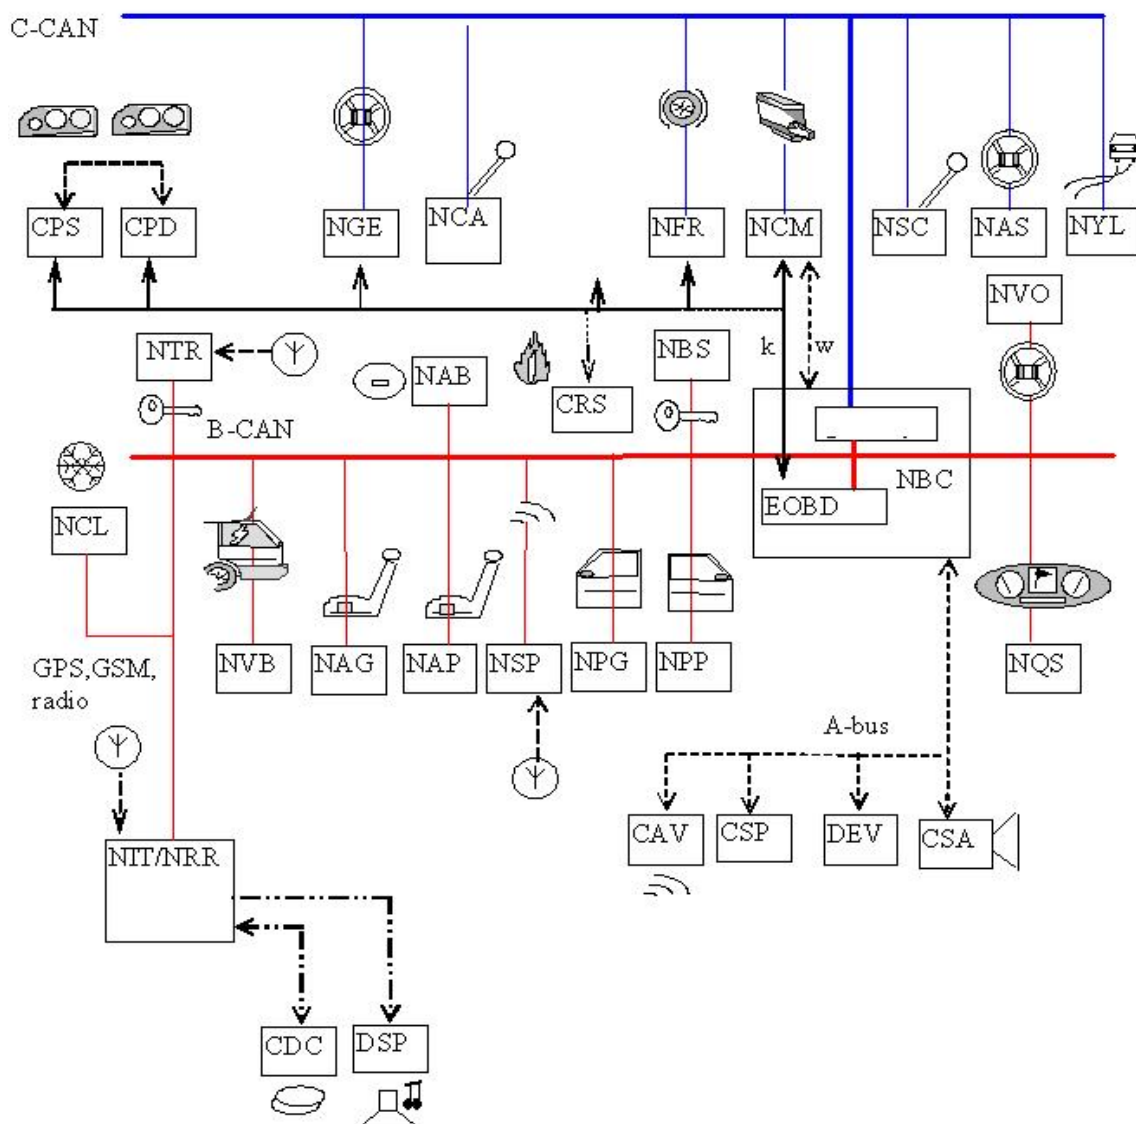 C-CAN
CPS
CPD
NGE
NCA
NFR
NCM
NSC
NAS
NYL
NVO
NTR
NAB
CRS
NBS
k
w
B-CAN
NBC
EOBD
NCL
NVB
NAG
NAP
NSP
NPG
NPP
NQS
GPS,GSM,
radio
A-bus
NIT/NRR
CAV
CSP
DEV
CSA
CDC
DSP